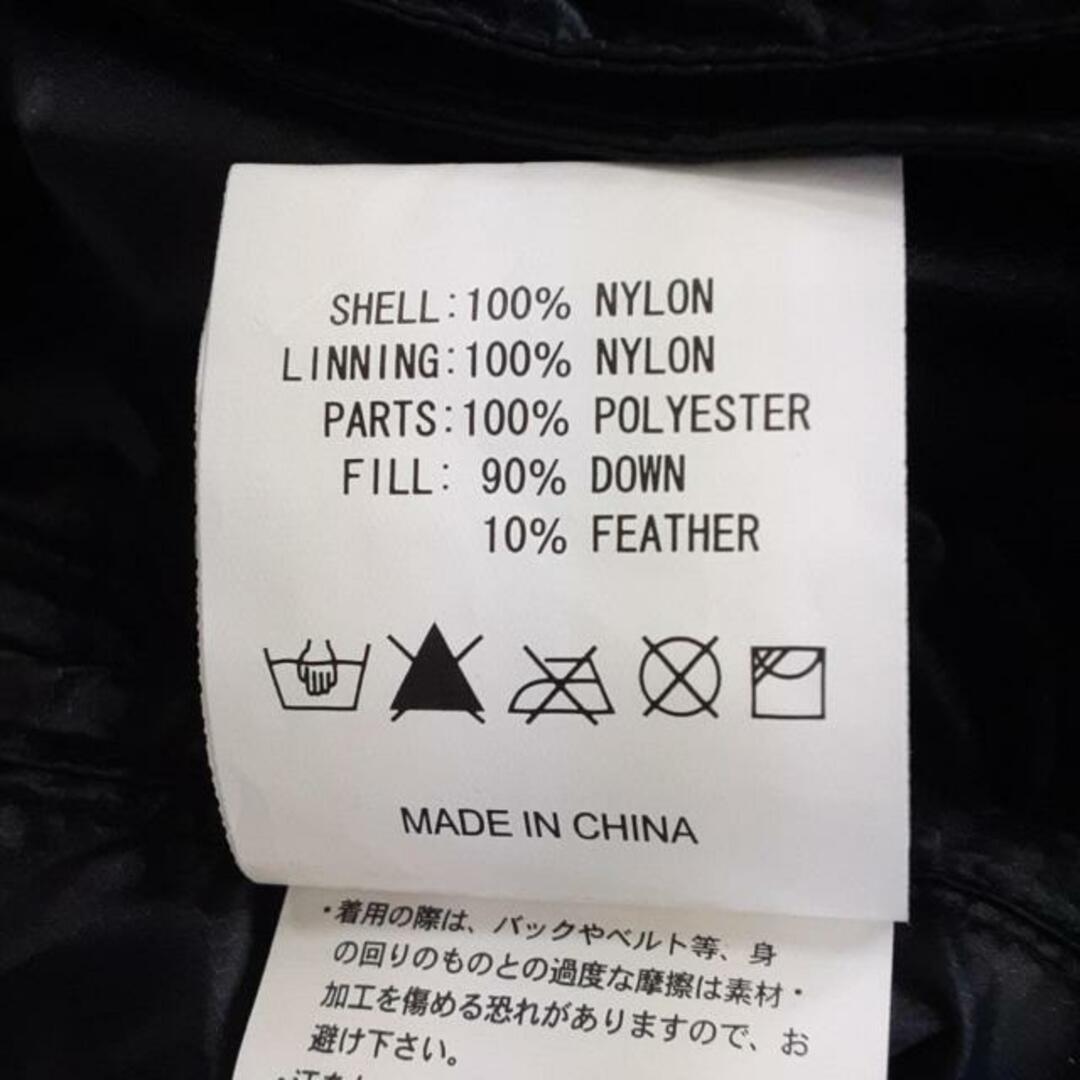 SHELL:100% NYLON
LINNING:100% NYLON
PARTS:100% POLYESTER
FILL: 90% DOWN
10% FEATHER
MADE IN CHINA
・着用の際は、バックやベルト等、身
の回りのものとの過度な摩擦は素材・
加工を傷める恐れがありますので、お
避け下さい。